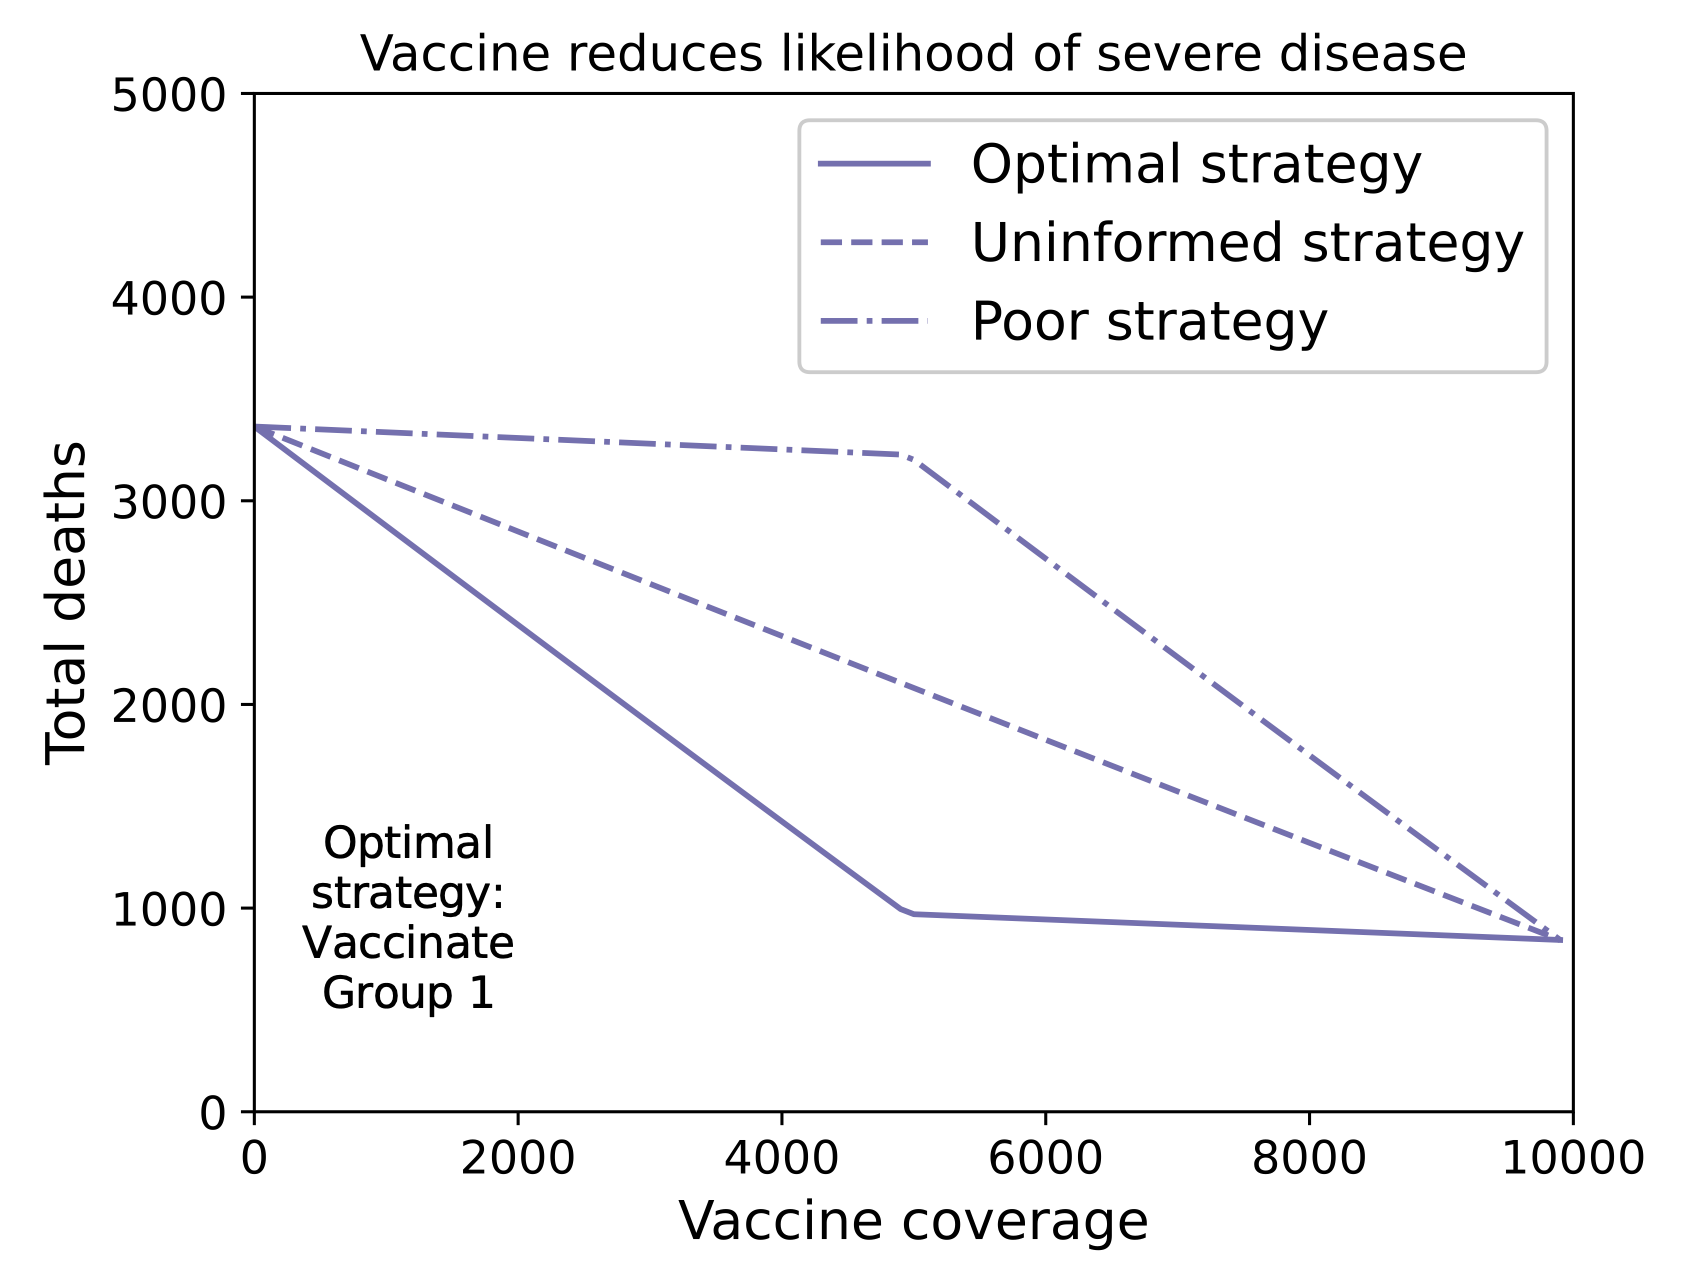 Vaccine reduces likelihood of severe disease
5000
4000
3000
2000
1000
0
Total deaths
Optimal strategy
Uninformed strategy
Poor strategy
Optimal
strategy:
Vaccinate
Group 1
0 2000 4000 6000 8000 10000
Vaccine coverage